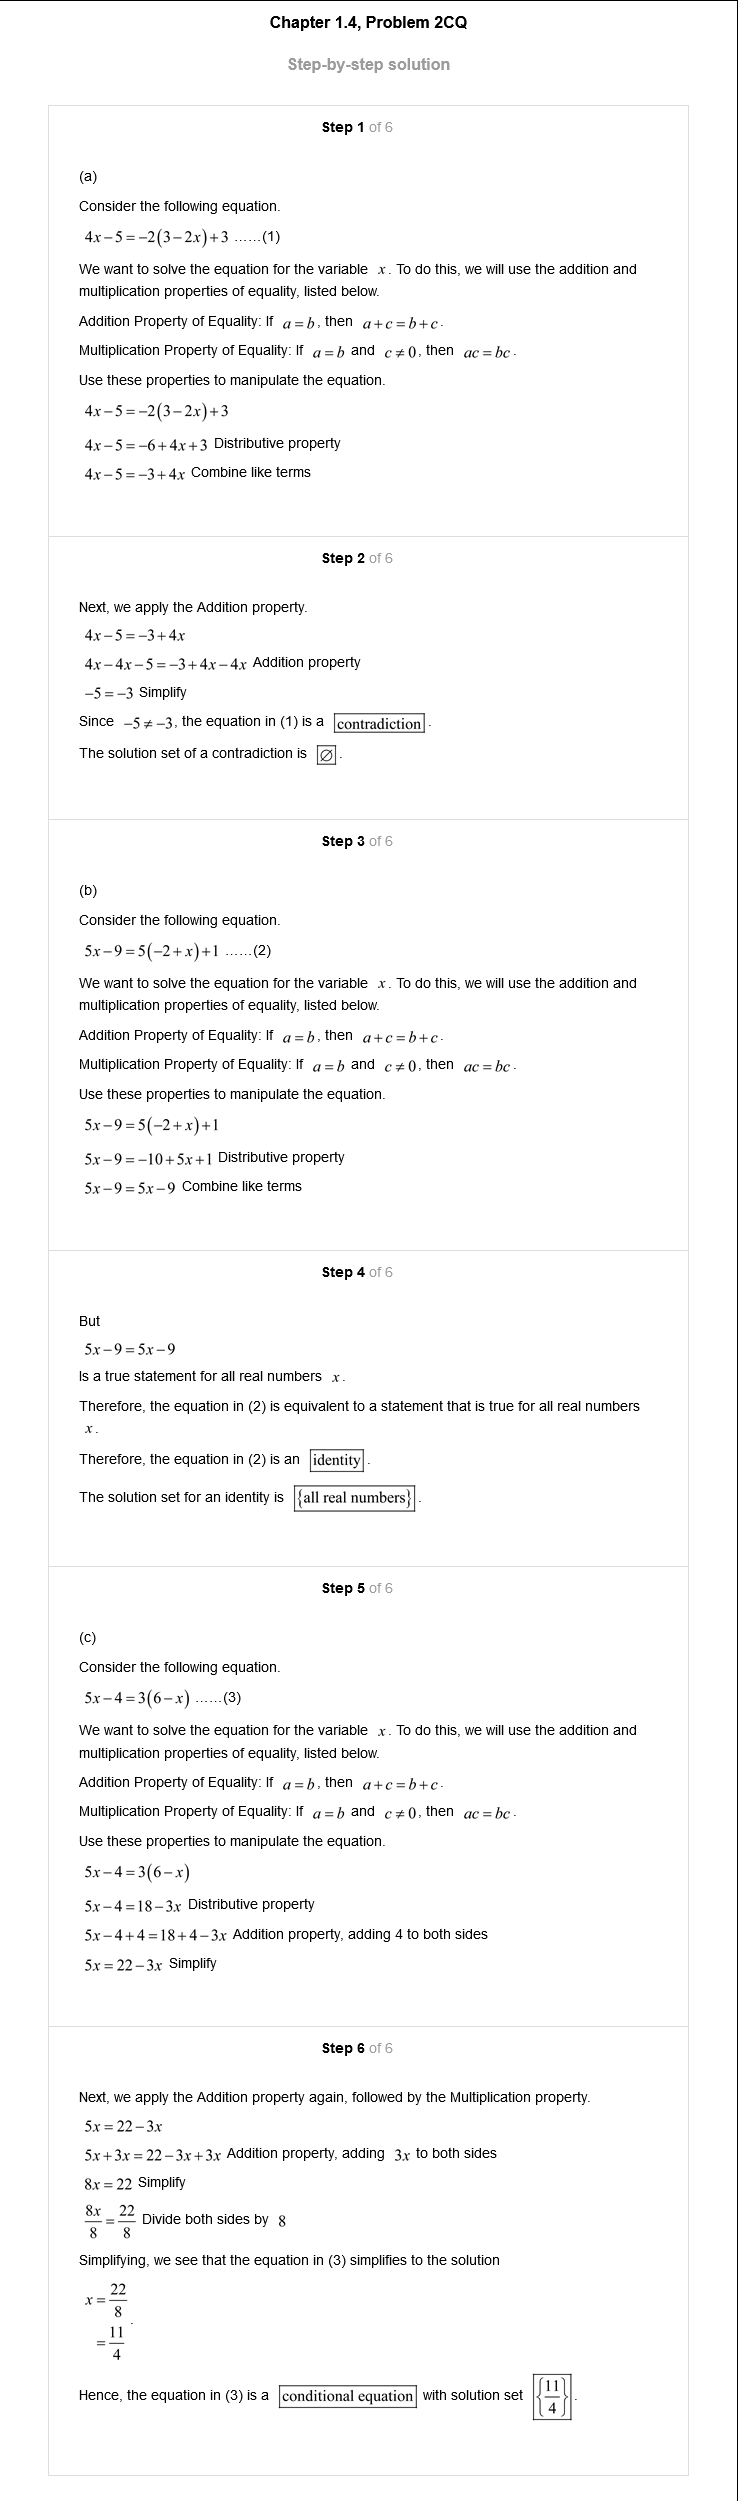 Chapter 1.4, Problem 2CQ
Step-by-step solution
Step 1 of 6
(a)
Consider the following equation.
4x − 5 = −2(3 − 2x) + 3 ……(1)
We want to solve the equation for the variable x. To do this, we will use the addition and
multiplication properties of equality, listed below.
Addition Property of Equality: If a = b, then a + c = b + c.
Multiplication Property of Equality: If a = b and c ≠ 0, then ac = bc.
Use these properties to manipulate the equation.
4x − 5 = −2(3 − 2x) + 3
4x − 5 = −6 + 4x + 3 Distributive property
4x − 5 = −3 + 4x Combine like terms
Step 2 of 6
Next, we apply the Addition property.
4x − 5 = −3 + 4x
4x − 4x − 5 = −3 + 4x − 4x Addition property
−5 = −3 Simplify
Since −5 ≠ −3, the equation in (1) is a contradiction.
The solution set of a contradiction is ∅.
Step 3 of 6
(b)
Consider the following equation.
5x − 9 = 5(−2 + x) + 1 ……(2)
We want to solve the equation for the variable x. To do this, we will use the addition and
multiplication properties of equality, listed below.
Addition Property of Equality: If a = b, then a + c = b + c.
Multiplication Property of Equality: If a = b and c ≠ 0, then ac = bc.
Use these properties to manipulate the equation.
5x − 9 = 5(−2 + x) + 1
5x − 9 = −10 + 5x + 1 Distributive property
5x − 9 = 5x − 9 Combine like terms
Step 4 of 6
But
5x − 9 = 5x − 9
Is a true statement for all real numbers x.
Therefore, the equation in (2) is equivalent to a statement that is true for all real numbers
x.
Therefore, the equation in (2) is an identity.
The solution set for an identity is {all real numbers}.
Step 5 of 6
(c)
Consider the following equation.
5x − 4 = 3(6 − x) ……(3)
We want to solve the equation for the variable x. To do this, we will use the addition and
multiplication properties of equality, listed below.
Addition Property of Equality: If a = b, then a + c = b + c.
Multiplication Property of Equality: If a = b and c ≠ 0, then ac = bc.
Use these properties to manipulate the equation.
5x − 4 = 3(6 − x)
5x − 4 = 18 − 3x Distributive property
5x − 4 + 4 = 18 + 4 − 3x Addition property, adding 4 to both sides
5x = 22 − 3x Simplify
Step 6 of 6
Next, we apply the Addition property again, followed by the Multiplication property.
5x = 22 − 3x
5x + 3x = 22 − 3x + 3x Addition property, adding 3x to both sides
8x = 22 Simplify
8x/8 = 22/8 Divide both sides by 8
Simplifying, we see that the equation in (3) simplifies to the solution
x = 22/8
= 11/4.
Hence, the equation in (3) is a conditional equation with solution set {11/4}.